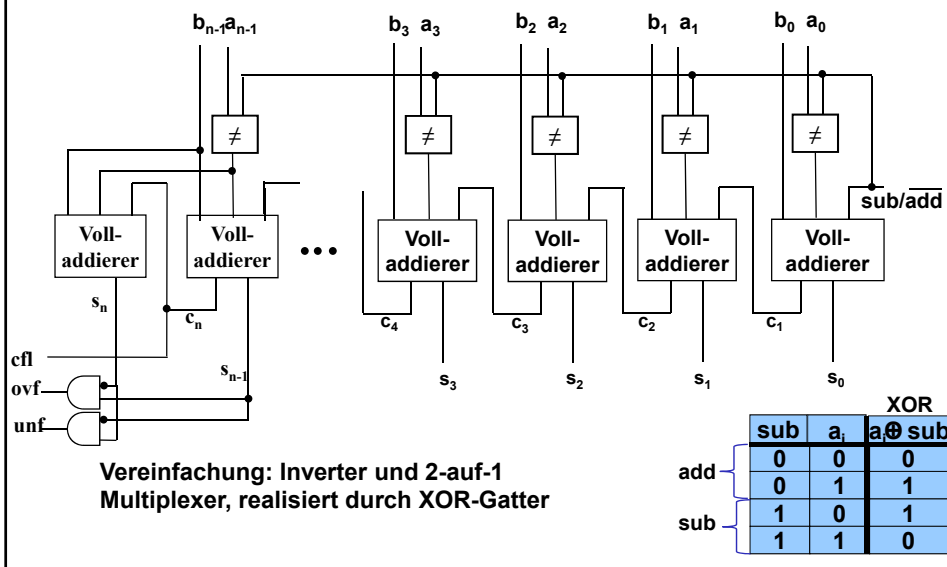 bn-1 an-1 b3 a3 b2 a2 b1 a1 b0 a0
≠ ≠ ≠ ≠ ≠
sub/add
Voll-addierer Voll-addierer ••• Voll-addierer Voll-addierer Voll-addierer Voll-addierer
sn cn c4 c3 c2 c1
cfl
sn-1 s3 s2 s1 s0
ovf
unf
XOR
sub ai ai⊕ sub
add 0 0 0
0 1 1
sub 1 0 1
1 1 0
Vereinfachung: Inverter und 2-auf-1
Multiplexer, realisiert durch XOR-Gatter